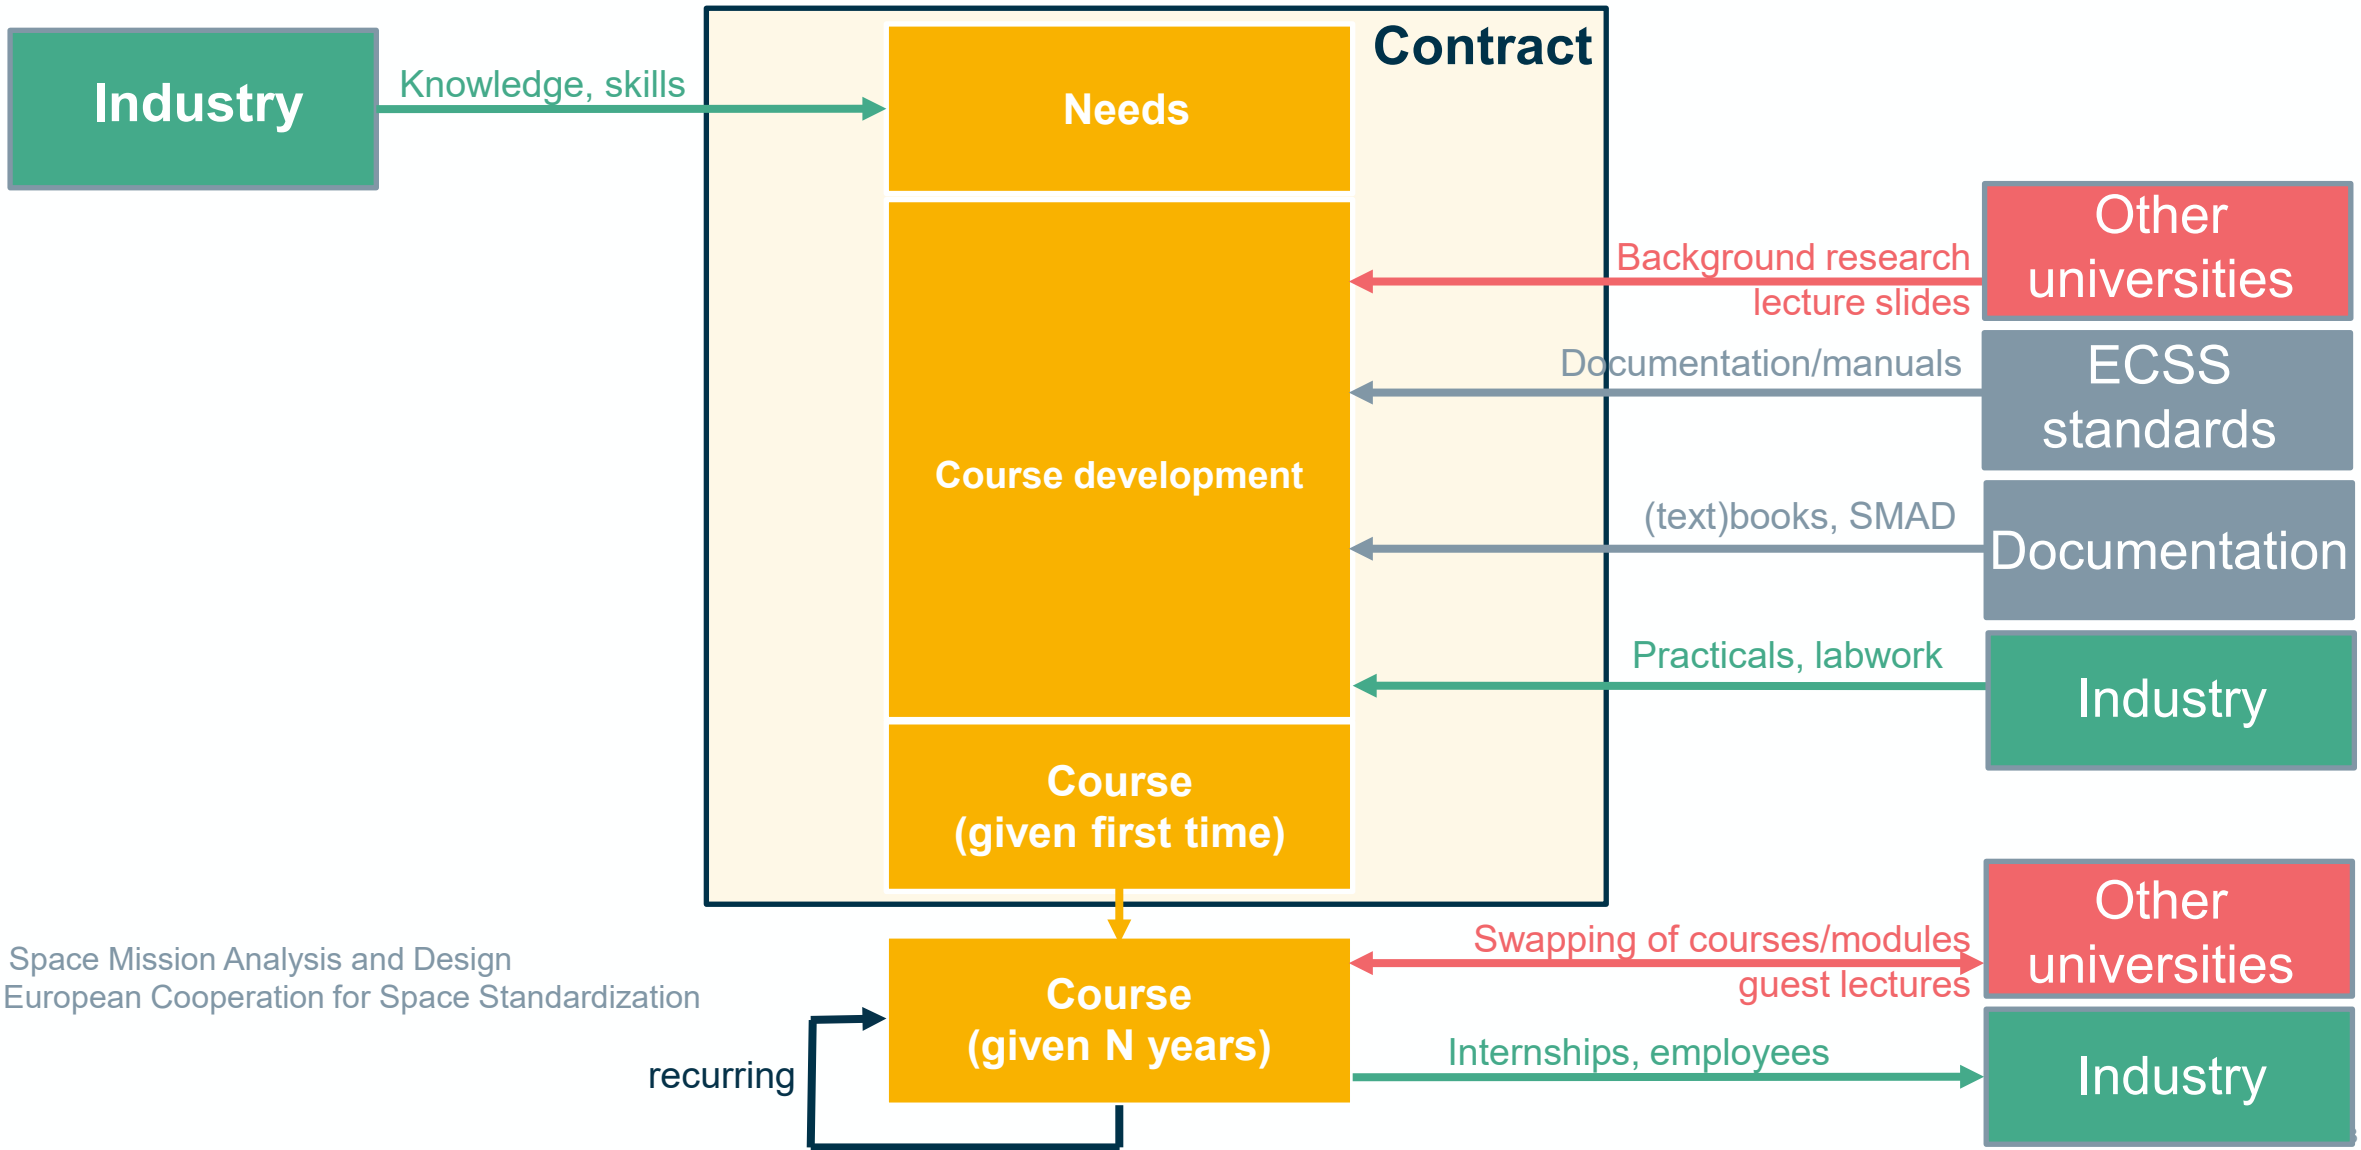 Contract
Industry
Knowledge, skills
Needs
Other
universities
Background research
lecture slides
Documentation/manuals
ECSS
standards
Course development
(text)books, SMAD
Documentation
Practicals, labwork
Industry
Course
(given first time)
Other
universities
Swapping of courses/modules
guest lectures
Space Mission Analysis and Design
European Cooperation for Space Standardization
Course
(given N years)
recurring
Internships, employees
Industry